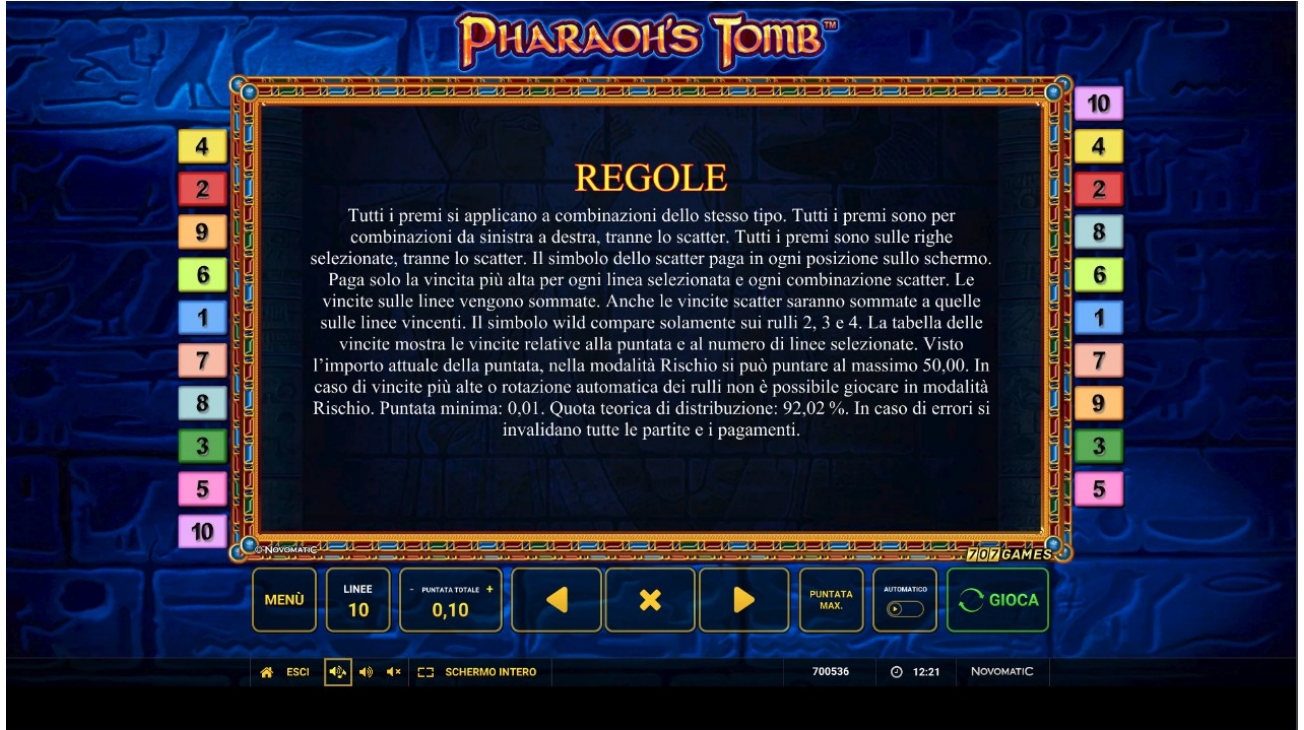 PHARAOH'S TOMB™
10
4
4
2
2
9
8
6
6
1
1
7
7
8
9
3
3
5
5
10
REGOLE
Tutti i premi si applicano a combinazioni dello stesso tipo. Tutti i premi sono per
combinazioni da sinistra a destra, tranne lo scatter. Tutti i premi sono sulle righe
selezionate, tranne lo scatter. Il simbolo dello scatter paga in ogni posizione sullo schermo.
Paga solo la vincita più alta per ogni linea selezionata e ogni combinazione scatter. Le
vincite sulle linee vengono sommate. Anche le vincite scatter saranno sommate a quelle
sulle linee vincenti. Il simbolo wild compare solamente sui rulli 2, 3 e 4. La tabella delle
vincite mostra le vincite relative alla puntata e al numero di linee selezionate. Visto
l’importo attuale della puntata, nella modalità Rischio si può puntare al massimo 50,00. In
caso di vincite più alte o rotazione automatica dei rulli non è possibile giocare in modalità
Rischio. Puntata minima: 0,01. Quota teorica di distribuzione: 92,02 %. In caso di errori si
invalidano tutte le partite e i pagamenti.
© NOVOMATIC
707 GAMES
MENÙ
LINEE
10
- PUNTATA TOTALE +
0,10
PUNTATA
MAX.
AUTOMATICO
GIOCA
ESCI
SCHERMO INTERO
700536
12:21
NOVOMATIC